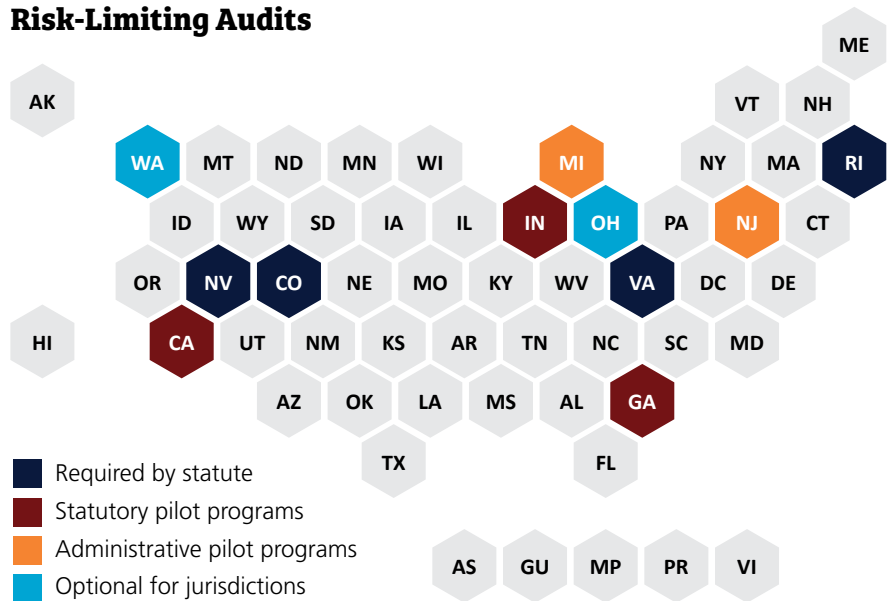 Risk-Limiting Audits
ME
AK VT NH
WA MT ND MN WI MI NY MA RI
ID WY SD IA IL IN OH PA NJ CT
OR NV CO NE MO KY WV VA DC DE
HI CA UT NM KS AR TN NC SC MD
AZ OK LA MS AL GA
TX FL
Required by statute
Statutory pilot programs
Administrative pilot programs
Optional for jurisdictions
AS GU MP PR VI